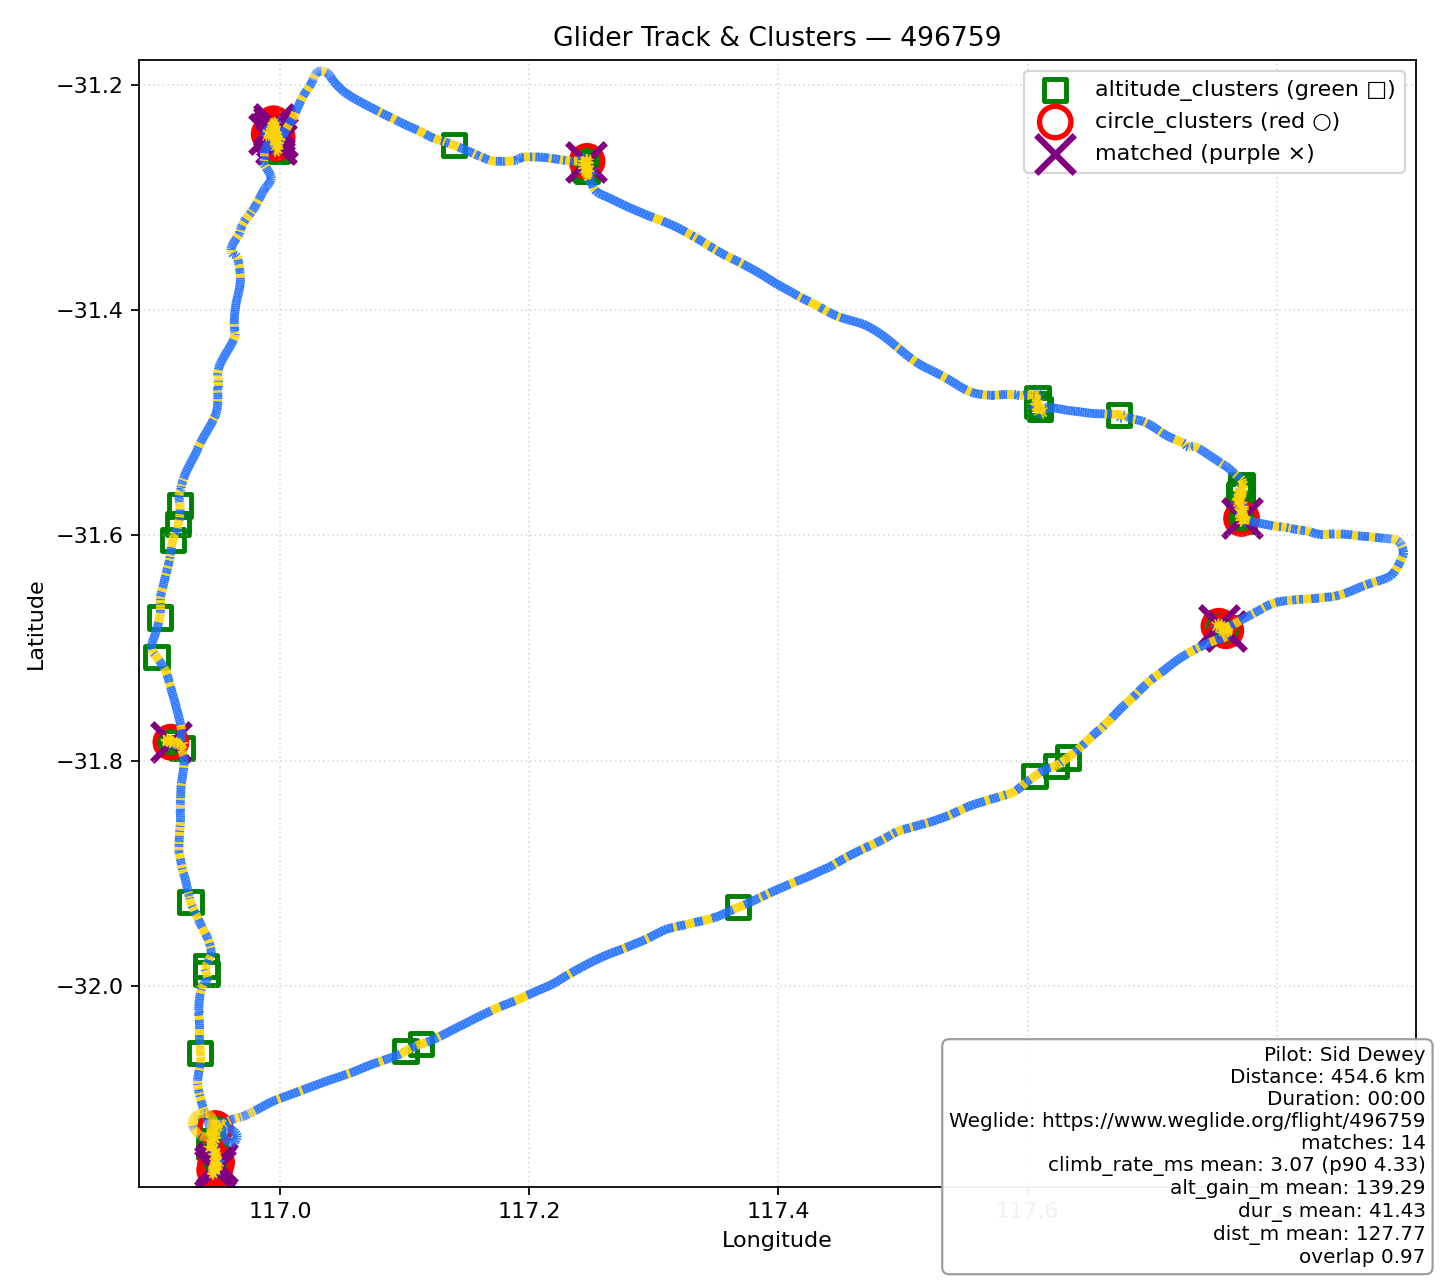 Glider Track & Clusters — 496759
altitude_clusters (green □)
circle_clusters (red ○)
matched (purple ×)
Latitude
−31.2
−31.4
−31.6
−31.8
−32.0
117.0
117.2
117.4
117.6
Longitude
Pilot: Sid Dewey
Distance: 454.6 km
Duration: 00:00
Weglide: https://www.weglide.org/flight/496759
matches: 14
climb_rate_ms mean: 3.07 (p90 4.33)
alt_gain_m mean: 139.29
dur_s mean: 41.43
dist_m mean: 127.77
overlap 0.97